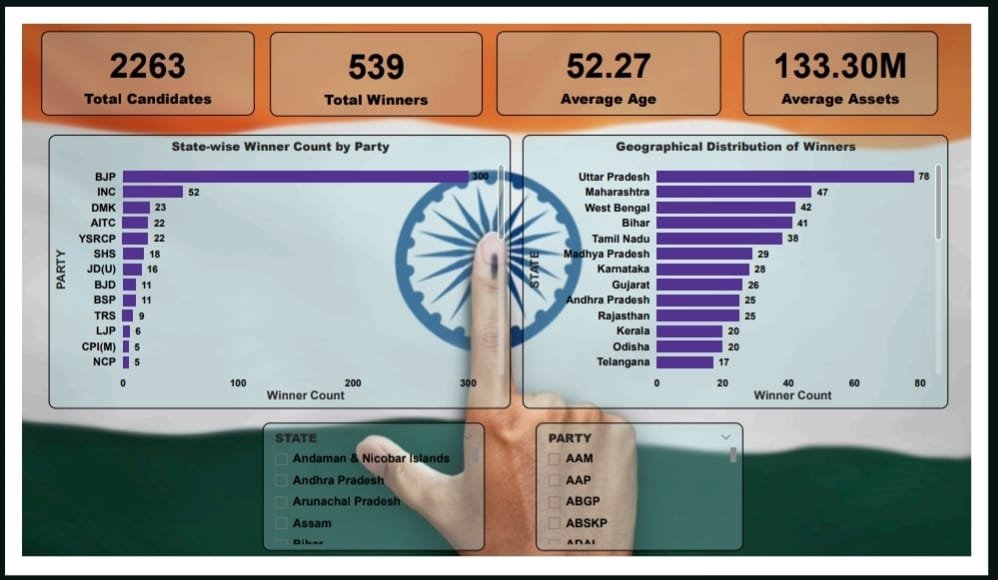 2263
Total Candidates
539
Total Winners
52.27
Average Age
133.30M
Average Assets
State-wise Winner Count by Party
PARTY
BJP 300
INC 52
DMK 23
AITC 22
YSRCP 22
SHS 18
JD(U) 16
BJD 11
BSP 11
TRS 9
LJP 6
CPI(M) 5
NCP 5
0 100 200 300
Winner Count
Geographical Distribution of Winners
STATE
Uttar Pradesh 78
Maharashtra 47
West Bengal 42
Bihar 41
Tamil Nadu 38
Madhya Pradesh 29
Karnataka 28
Gujarat 26
Andhra Pradesh 25
Rajasthan 25
Kerala 20
Odisha 20
Telangana 17
0 20 40 60 80
Winner Count
STATE
Andaman & Nicobar Islands
Andhra Pradesh
Arunachal Pradesh
Assam
Bihar
PARTY
AAM
AAP
ABGP
ABSKP